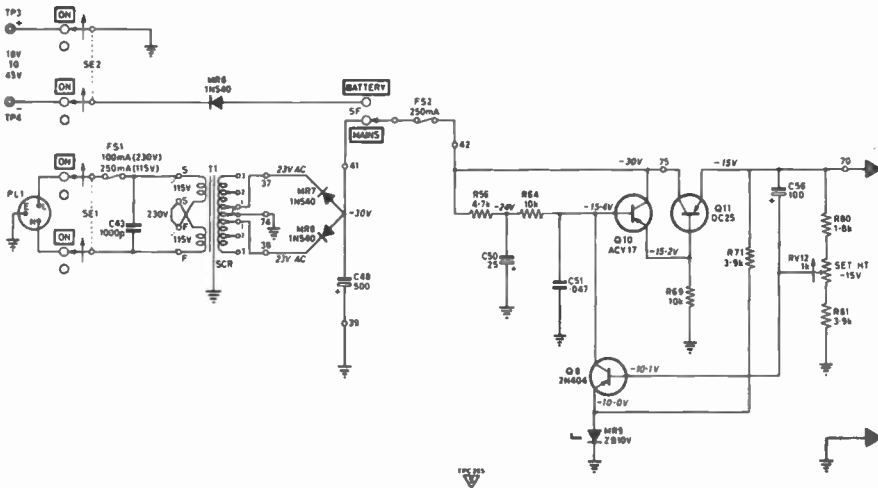 TP3
+
ON
18V
TO
45V
SE2
ON
TP4
-
MR6
1N540
BATTERY
SF
MAINS
FS2
250mA
ON
FS1
100mA(230V)
250mA(115V)
PL1
E
L
N
SE1
C43
1000p
S
115V
S
230V
F
115V
F
ON
T1
SCR
23V AC
37
74
38
23V AC
MR7
1N540
MR8
1N540
41
-30V
C48
500
+
39
42
R56
4.7k
-24V
R64
10k
C50
25
+
C51
.047
-15.4V
-30V
75
-15V
70
Q10
ACY17
-15.2V
Q11
OC25
R69
10k
R71
3.9k
C56
100
+
R80
1.8k
RV12
1k
SET HT
-15V
R81
3.9k
Q8
2N404
-10.1V
-10.0V
MR9
ZB10V
TPC205